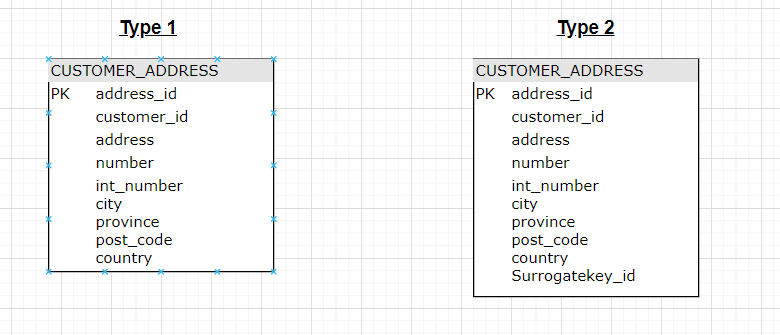 Type 1
CUSTOMER_ADDRESS
PK address_id
customer_id
address
number
int_number
city
province
post_code
country
Type 2
CUSTOMER_ADDRESS
PK address_id
customer_id
address
number
int_number
city
province
post_code
country
Surrogatekey_id